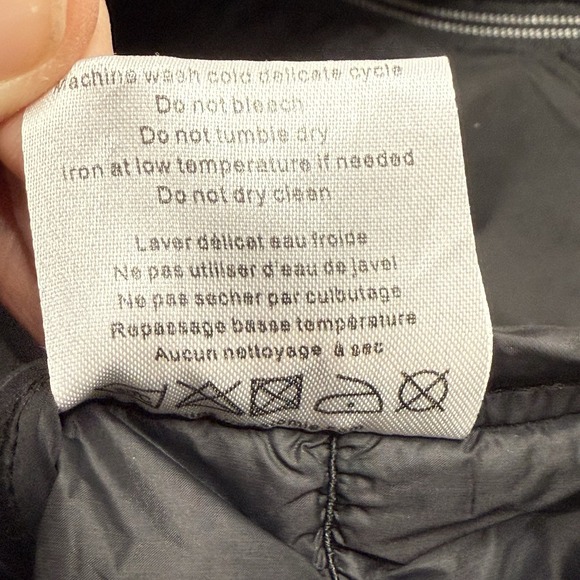 machine wash cold delicate cycle
Do not bleach
Do not tumble dry
iron at low temperature if needed
Do not dry clean
Laver délicat eau froide
Ne pas utiliser d'eau de javel
Ne pas secher par culbutage
Repassage basse température
Aucun nettoyage à sec